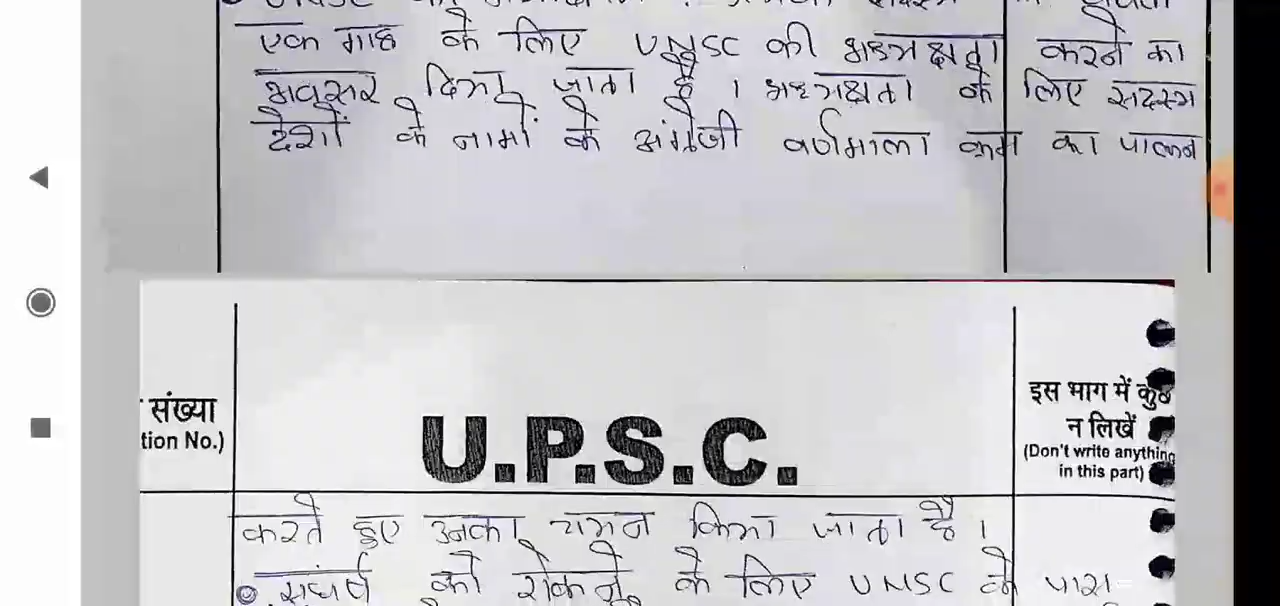 एक माह के लिए UNSC की अध्यक्षता करने का
अवसर दिया जाता है । अध्यक्षता के लिए सदस्य
देशों के नामों के अंग्रेजी वर्णमाला क्रम का पालन
संख्या
tion No.)
U.P.S.C.
इस भाग में कुछ
न लिखें
(Don't write anything
in this part)
करते हुए उनका चयन किया जाता है ।
संघर्ष को रोकने के लिए UNSC के पास